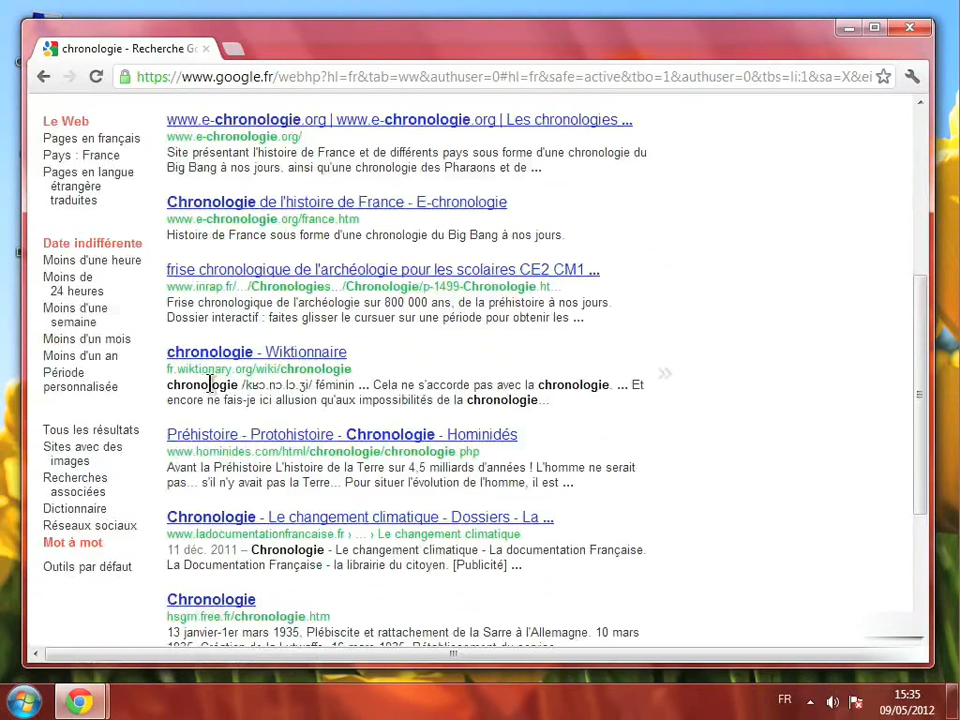 chronologie - Recherche Go
https://www.google.fr/webhp?hl=fr&tab=ww&authuser=0#hl=fr&safe=active&tbo=1&authuser=0&tbs=li:1&sa=X&ei
Le Web
Pages en français
Pays : France
Pages en langue
étrangère
traduites
Date indifférente
Moins d'une heure
Moins de
24 heures
Moins d'une
semaine
Moins d'un mois
Moins d'un an
Période
personnalisée
Tous les résultats
Sites avec des
images
Recherches
associées
Dictionnaire
Réseaux sociaux
Mot à mot
Outils par défaut
www.e-chronologie.org | www.e-chronologie.org | Les chronologies ...
www.e-chronologie.org/
Site présentant l'histoire de France et de différents pays sous forme d'une chronologie du
Big Bang à nos jours, ainsi qu'une chronologie des Pharaons et de ...
Chronologie de l'histoire de France - E-chronologie
www.e-chronologie.org/france.htm
Histoire de France sous forme d'une chronologie du Big Bang à nos jours.
frise chronologique de l'archéologie pour les scolaires CE2 CM1 ...
www.inrap.fr/.../Chronologies.../Chronologie/p-1499-Chronologie.ht...
Frise chronologique de l'archéologie sur 800 000 ans, de la préhistoire à nos jours.
Dossier interactif : faites glisser le cursuer sur une période pour obtenir les ...
chronologie - Wiktionnaire
fr.wiktionary.org/wiki/chronologie
chronologie /kʁɔ.nɔ.lɔ.ʒi/ féminin ... Cela ne s'accorde pas avec la chronologie. ... Et
encore ne fais-je ici allusion qu'aux impossibilités de la chronologie...
Préhistoire - Protohistoire - Chronologie - Hominidés
www.hominides.com/html/chronologie/chronologie.php
Avant la Préhistoire L'histoire de la Terre sur 4,5 milliards d'années ! L'homme ne serait
pas... s'il n'y avait pas la Terre... Pour situer l'évolution de l'homme, il est ...
Chronologie - Le changement climatique - Dossiers - La ...
www.ladocumentationfrancaise.fr › ... › Le changement climatique
11 déc. 2011 – Chronologie - Le changement climatique - La documentation Française.
La Documentation Française - la librairie du citoyen. [Publicité] ...
Chronologie
hsgm.free.fr/chronologie.htm
13 janvier-1er mars 1935, Plébiscite et rattachement de la Sarre à l'Allemagne. 10 mars
FR
15:35
09/05/2012